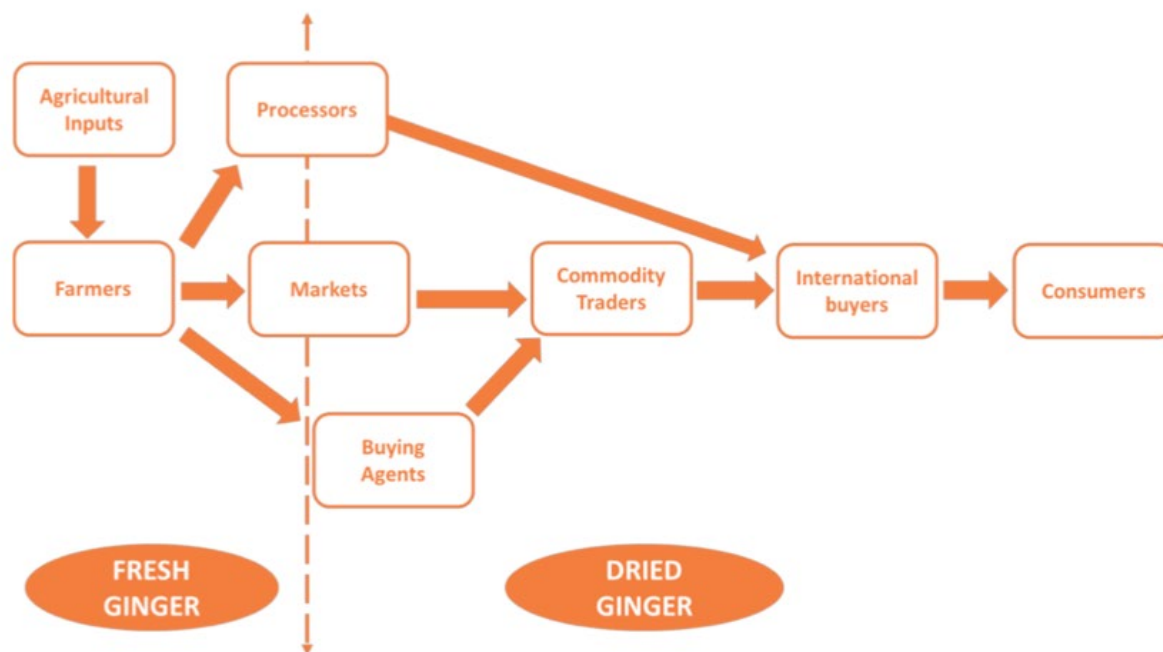 Agricultural
Inputs
Processors
Farmers
Markets
Commodity
Traders
International
buyers
Consumers
Buying
Agents
FRESH
GINGER
DRIED
GINGER